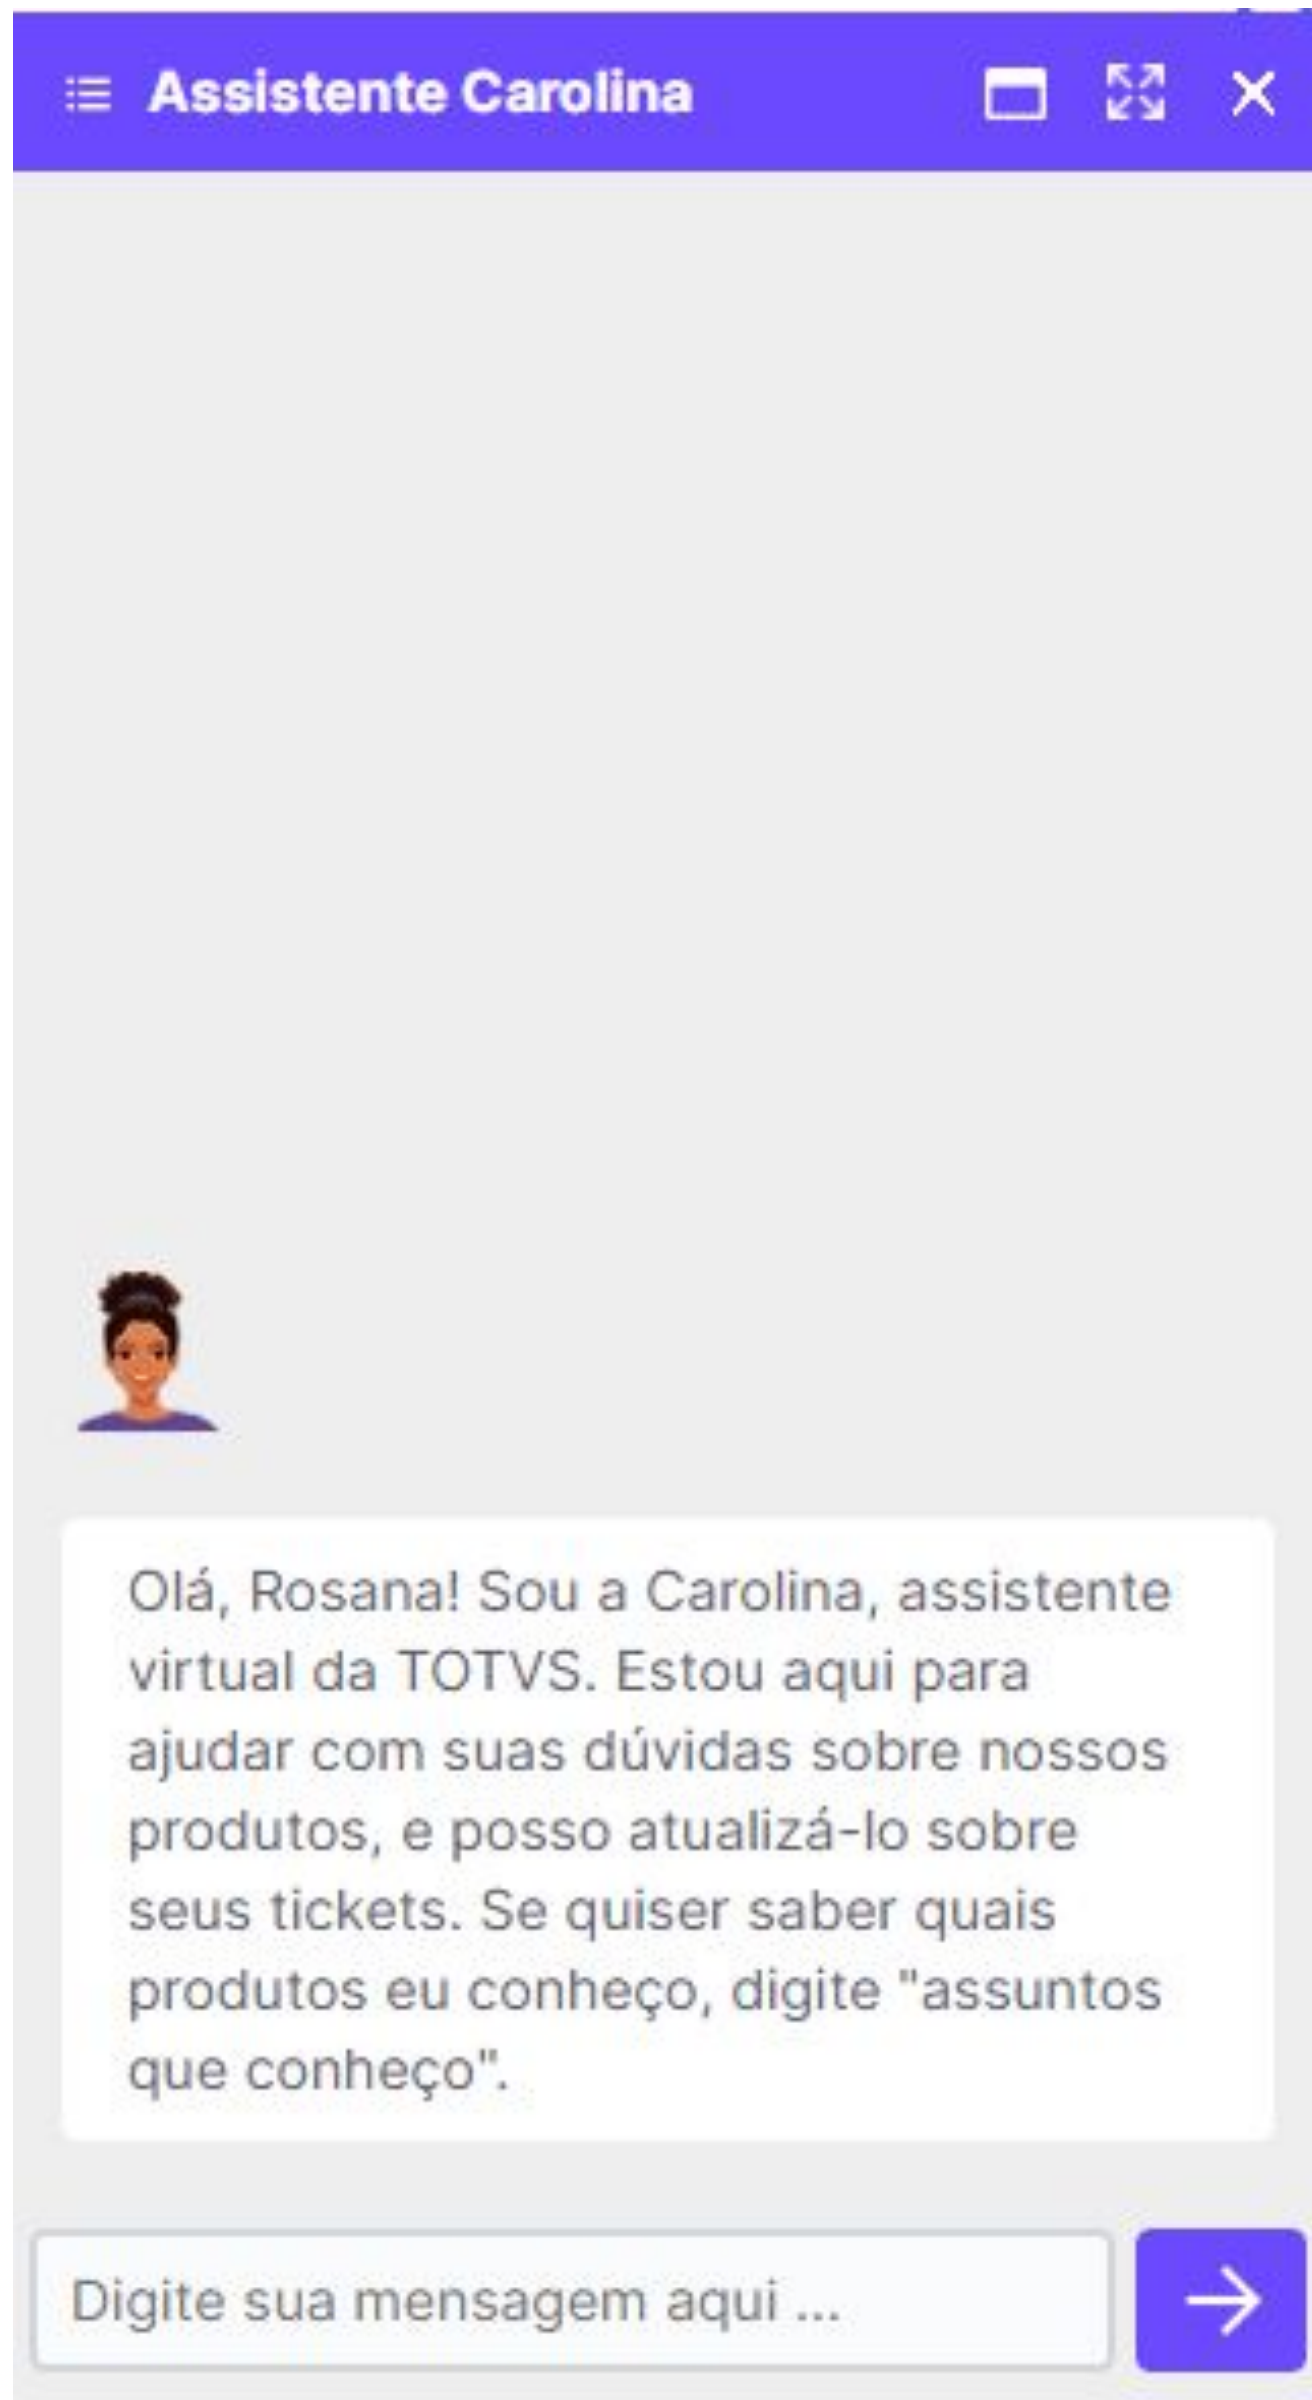 Assistente Carolina
Olá, Rosana! Sou a Carolina, assistente
virtual da TOTVS. Estou aqui para
ajudar com suas dúvidas sobre nossos
produtos, e posso atualizá-lo sobre
seus tickets. Se quiser saber quais
produtos eu conheço, digite "assuntos
que conheço".
Digite sua mensagem aqui ...